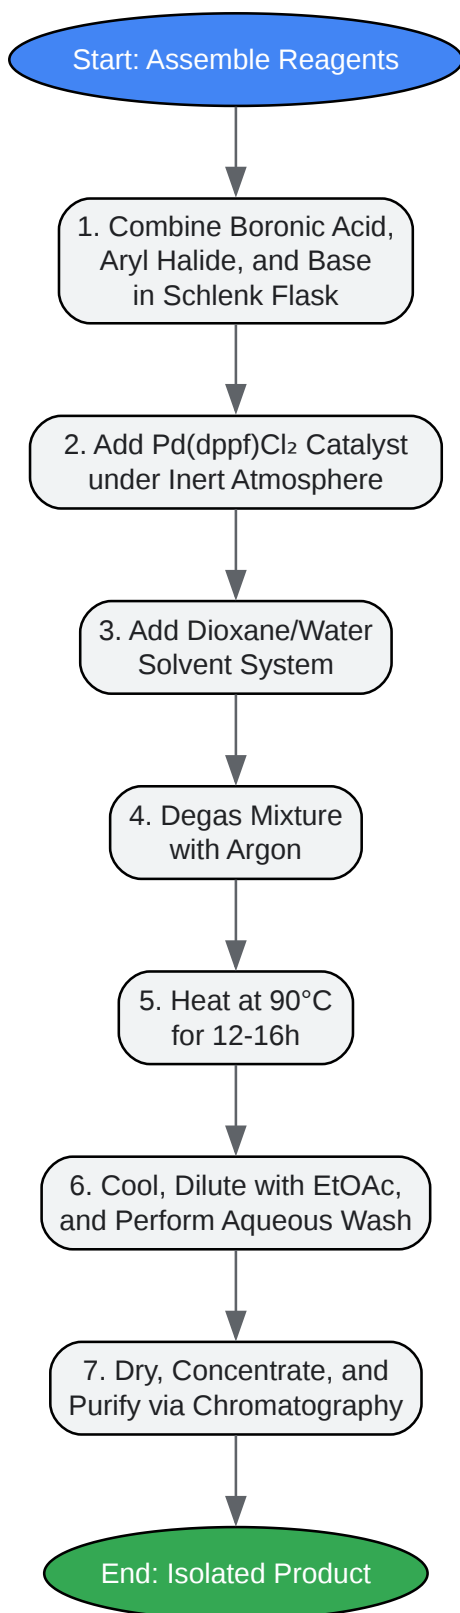 Start: Assemble Reagents
1. Combine Boronic Acid,
Aryl Halide, and Base
in Schlenk Flask
2. Add Pd(dppf)Cl₂ Catalyst
under Inert Atmosphere
3. Add Dioxane/Water
Solvent System
4. Degas Mixture
with Argon
5. Heat at 90°C
for 12-16h
6. Cool, Dilute with EtOAc,
and Perform Aqueous Wash
7. Dry, Concentrate, and
Purify via Chromatography
End: Isolated Product